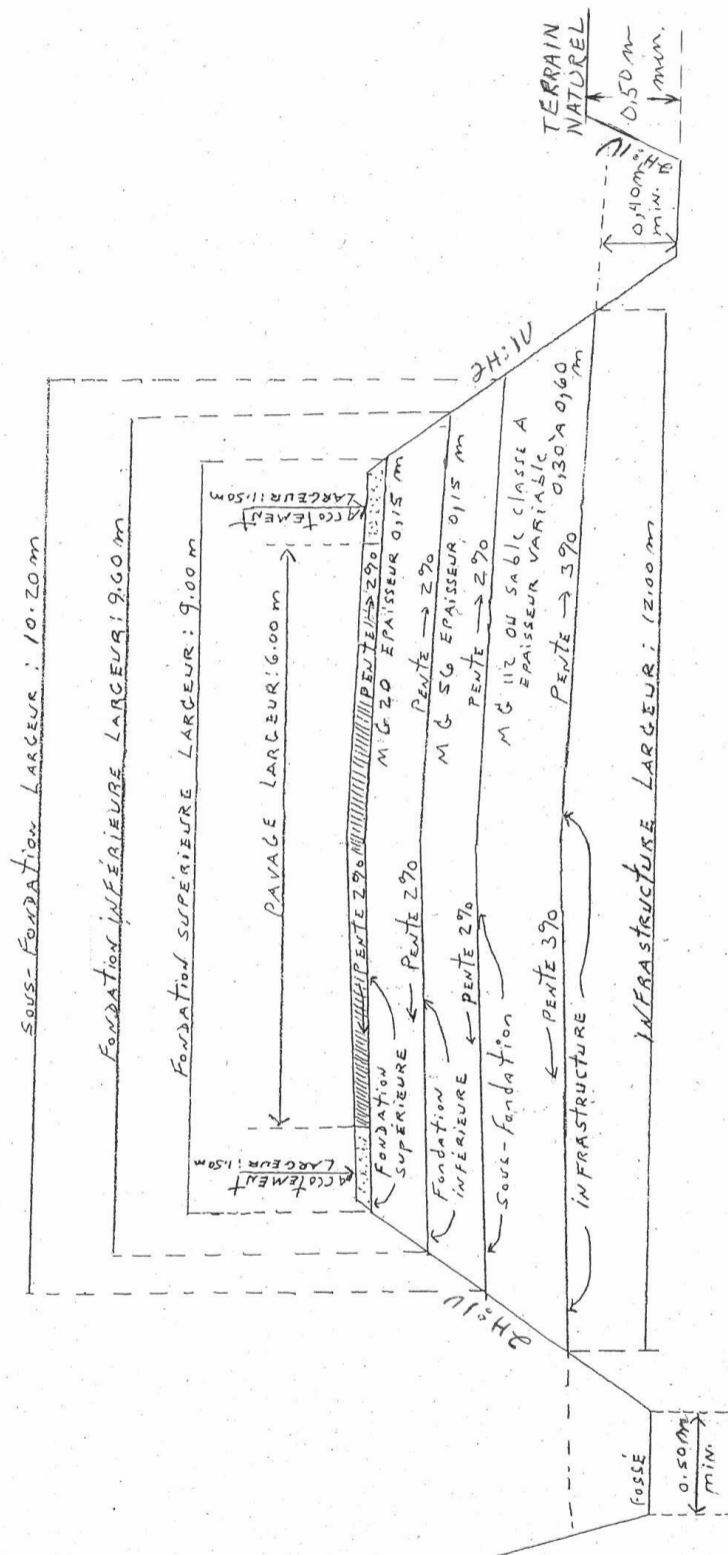 SOUS-FONDATION LARGEUR : 10.20 m
FONDATION INFÉRIEURE LARGEUR: 9.60 m
FONDATION SUPÉRIEURE LARGEUR: 9.00 m
PAVAGE LARGEUR: 6.00 m
ACCOTEMENT
LARGEUR: 1.50 m
ACCOTEMENT
LARGEUR: 1.50 m
PENTE 2%
PENTE → 2%
FONDATION
SUPÉRIEURE
MG 20 EPAISSEUR 0,15 m
← PENTE 2%
PENTE → 2%
FONDATION
INFÉRIEURE
MG 56 EPAISSEUR 0,15 m
← PENTE 2%
PENTE → 2%
SOUS-FONDATION
MG 112 OU SABLE CLASSE A
EPAISSEUR VARIABLE
0,30 À 0,60
m
← PENTE 3%
PENTE → 3%
INFRASTRUCTURE
INFRASTRUCTURE LARGEUR: 12.00 m
2H:1V
2H:1V
FOSSÉ
0.50m
MIN.
TERRAIN
NATUREL
2H:1V
0,40m
MIN.
0,50 m
min.